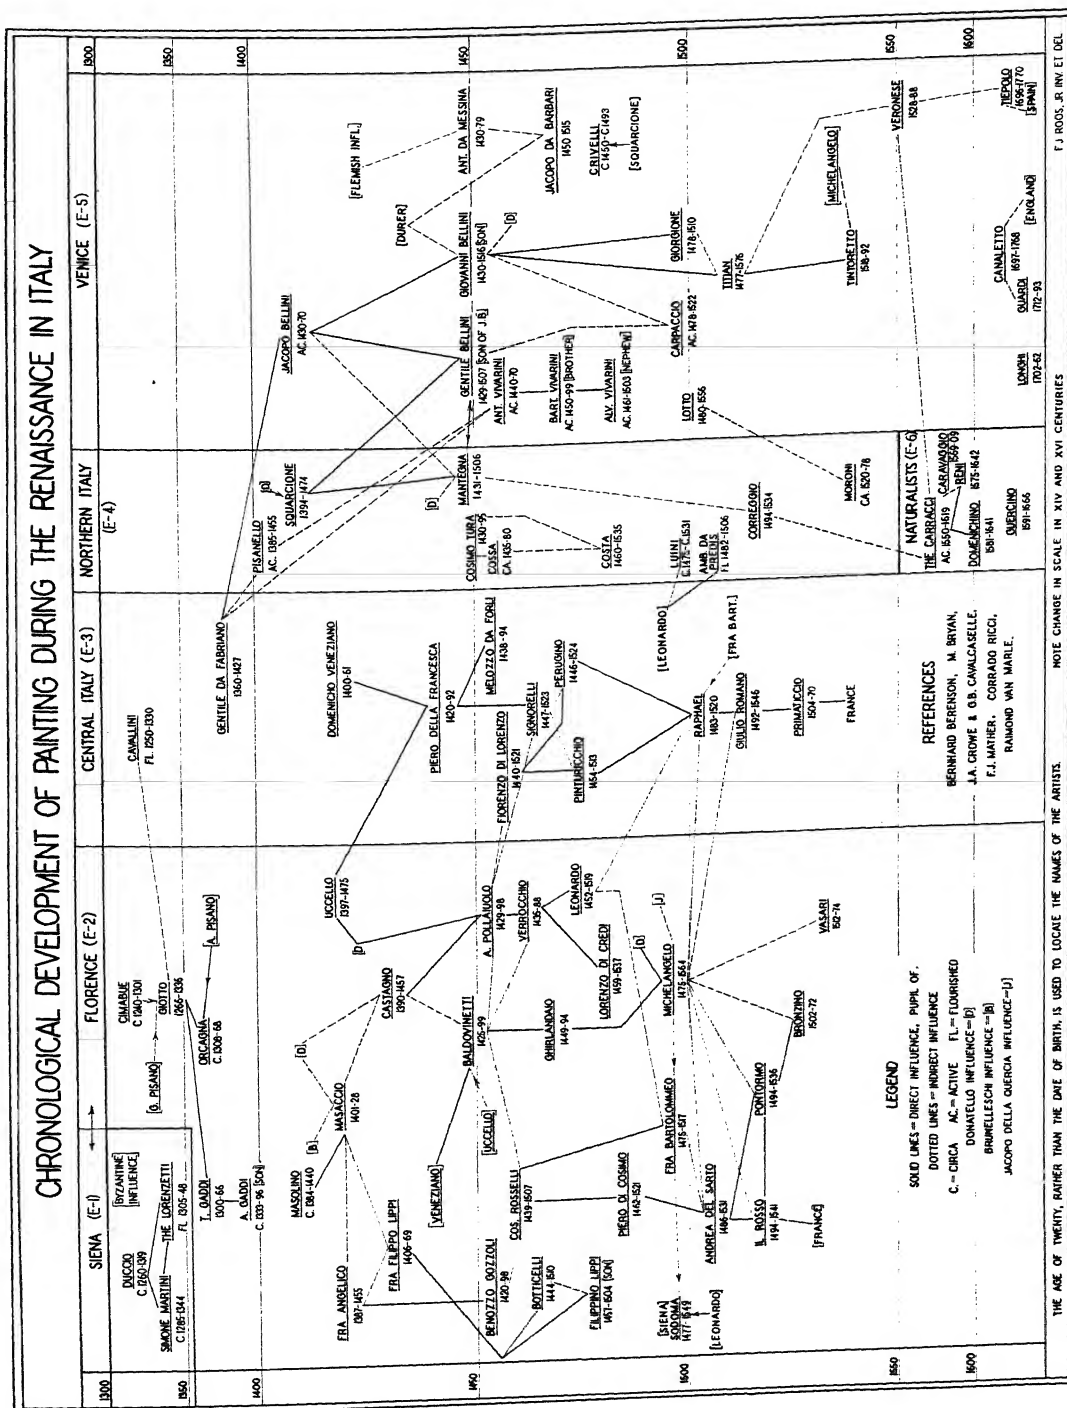 CHRONOLOGICAL DEVELOPMENT OF PAINTING DURING THE RENAISSANCE IN ITALY
SIENA (E-1)
FLORENCE (E-2)
CENTRAL ITALY (E-3)
NORTHERN ITALY
(E-4)
VENICE (E-5)
1300
1350
1400
1450
1500
1550
1600
1300
1350
1400
1450
1500
1550
1600
DUCCIO
C.1260-1319
[BYZANTINE
INFLUENCE]
SIMONE MARTINI
C.1285-1344
THE LORENZETTI
FL 1305-48
CIMABUE
C 1240-1301
[G. PISANO]
GIOTTO
1266-1336
ORCAGNA
C. 1308-68
[A. PISANO]
T. GADDI
1300-66
A. GADDI
C. 1333-96 [SON]
MASOLINO
C. 1384-1440
[B]
[D]
MASACCIO
1401-28
FRA ANGELICO
1387-1455
FRA FILIPPO LIPPI
1406-69
CASTAGNO
1390-1457
UCCELLO
1397-1475
[D
[VENEZIANO]
[UCCELLO]
BALDOVINETTI
1425-99
A. POLLAIUOLO
1429-98
BENOZZO GOZZOLI
1420-98
COS. ROSSELLI
1439-1507
VERROCCHIO
1435-88
BOTTICELLI
1444-1510
GHIRLANDAIO
1449-94
LEONARDO
1452-1519
FILIPPINO LIPPI
1457-1504 [SON]
PIERO DI COSIMO
1462-1521
LORENZO DI CREDI
1459-1537
[D]
[J]
[SIENA]
SODOMA
1477-1549
[LEONARDO]
FRA BARTOLOMMEO
1475-1517
MICHELANGELO
1475-1564
ANDREA DEL SARTO
1486-1531
IL ROSSO
1494-1541
[FRANCE]
PONTORMO
1494-1556
BRONZINO
1502-72
VASARI
1512-74
CAVALLINI
FL. 1250-1330
GENTILE DA FABRIANO
1360-1427
DOMENICHO VENEZIANO
1400-61
PIERO DELLA FRANCESCA
1420-92
MELOZZO DA FORLI
1438-94
FIORENZO DI LORENZO
1440-1521
SIGNORELLI
1447-1523
PERUGINO
1446-1524
PINTURICCHIO
1454-1513
[LEONARDO]
[FRA BART.]
RAPHAEL
1483-1520
GIULIO ROMANO
1492-1546
PRIMATICCIO
1504-70
FRANCE
PISANELLO
AC. 1385-1455
[D]
SQUARCIONE
1394-1474
[D]
MANTEGNA
1431-1506
COSIMO TURA
1430-95
COSSA
CA. 1435-80
COSTA
1460-1535
LUINI
C. 1475-C.1531
AMB. DA
PREDIS
FL 1482-1506
CORREGGIO
1494-1534
MORONI
CA. 1520-78
NATURALISTS (E-6)
THE CARRACCI
AC. 1550-1619
CARAVAGGIO
1569-09
RENI
1575-1642
DOMENICHINO
1581-1641
GUERCINO
1591-1666
JACOPO BELLINI
AC. 1430-70
[FLEMISH INFL.]
[DURER]
GENTILE BELLINI
1429-1507 [SON OF J.B]
GIOVANNI BELLINI
1430-1516 [SON]
ANT. DA MESSINA
1430-79
[D]
ANT. VIVARINI
AC. 1440-70
BART. VIVARINI
AC. 1450-99 [BROTHER]
ALV. VIVARINI
AC. 1461-1503 [NEPHEW]
JACOPO DA BARBARI
1450-1515
CRIVELLI
C 1450-C1493
[SQUARCIONE]
LOTTO
1480-1556
CARPACCIO
AC. 1478-1522
GIORGIONE
1478-1510
TITIAN
1477-1576
[MICHELANGELO]
TINTORETTO
1518-92
VERONESE
1528-88
LONGHI
1702-62
GUARDI
1712-93
CANALETTO
1697-1768
[ENGLAND]
TIEPOLO
1696-1770
[SPAIN]
LEGEND
SOLID LINES = DIRECT INFLUENCE, PUPIL OF.
DOTTED LINES = INDIRECT INFLUENCE
C. = CIRCA AC. = ACTIVE FL. = FLOURISHED
DONATELLO INFLUENCE = [D]
BRUNELLESCHI INFLUENCE = [B]
JACOPO DELLA QUERCIA INFLUENCE = [J]
REFERENCES
BERNHARD BERENSON, M. BRYAN,
J.A. CROWE & G.B. CAVALCASELLE,
F.J. MATHER, CORRADO RICCI,
RAIMOND VAN MARLE.
THE AGE OF TWENTY, RATHER THAN THE DATE OF BIRTH, IS USED TO LOCATE THE NAMES OF THE ARTISTS.
NOTE CHANGE IN SCALE IN XIV AND XVI CENTURIES
F J ROOS, JR INV. ET DEL